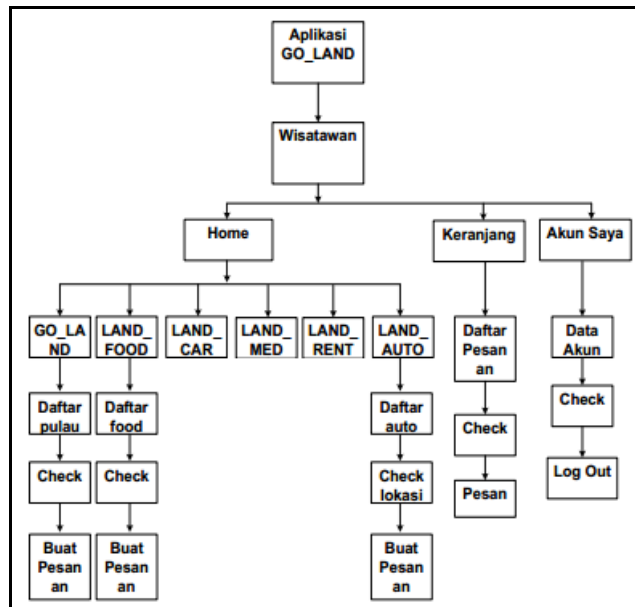 Aplikasi
GO_LAND
Wisatawan
Home
Keranjang
Akun Saya
GO_LA
ND
LAND_
FOOD
LAND_
CAR
LAND_
MED
LAND_
RENT
LAND_
AUTO
Daftar
Pesan
an
Data
Akun
Daftar
pulau
Daftar
food
Daftar
auto
Check
Check
Check
Check
Check
lokasi
Pesan
Log Out
Buat
Pesan
an
Buat
Pesan
an
Buat
Pesan
an